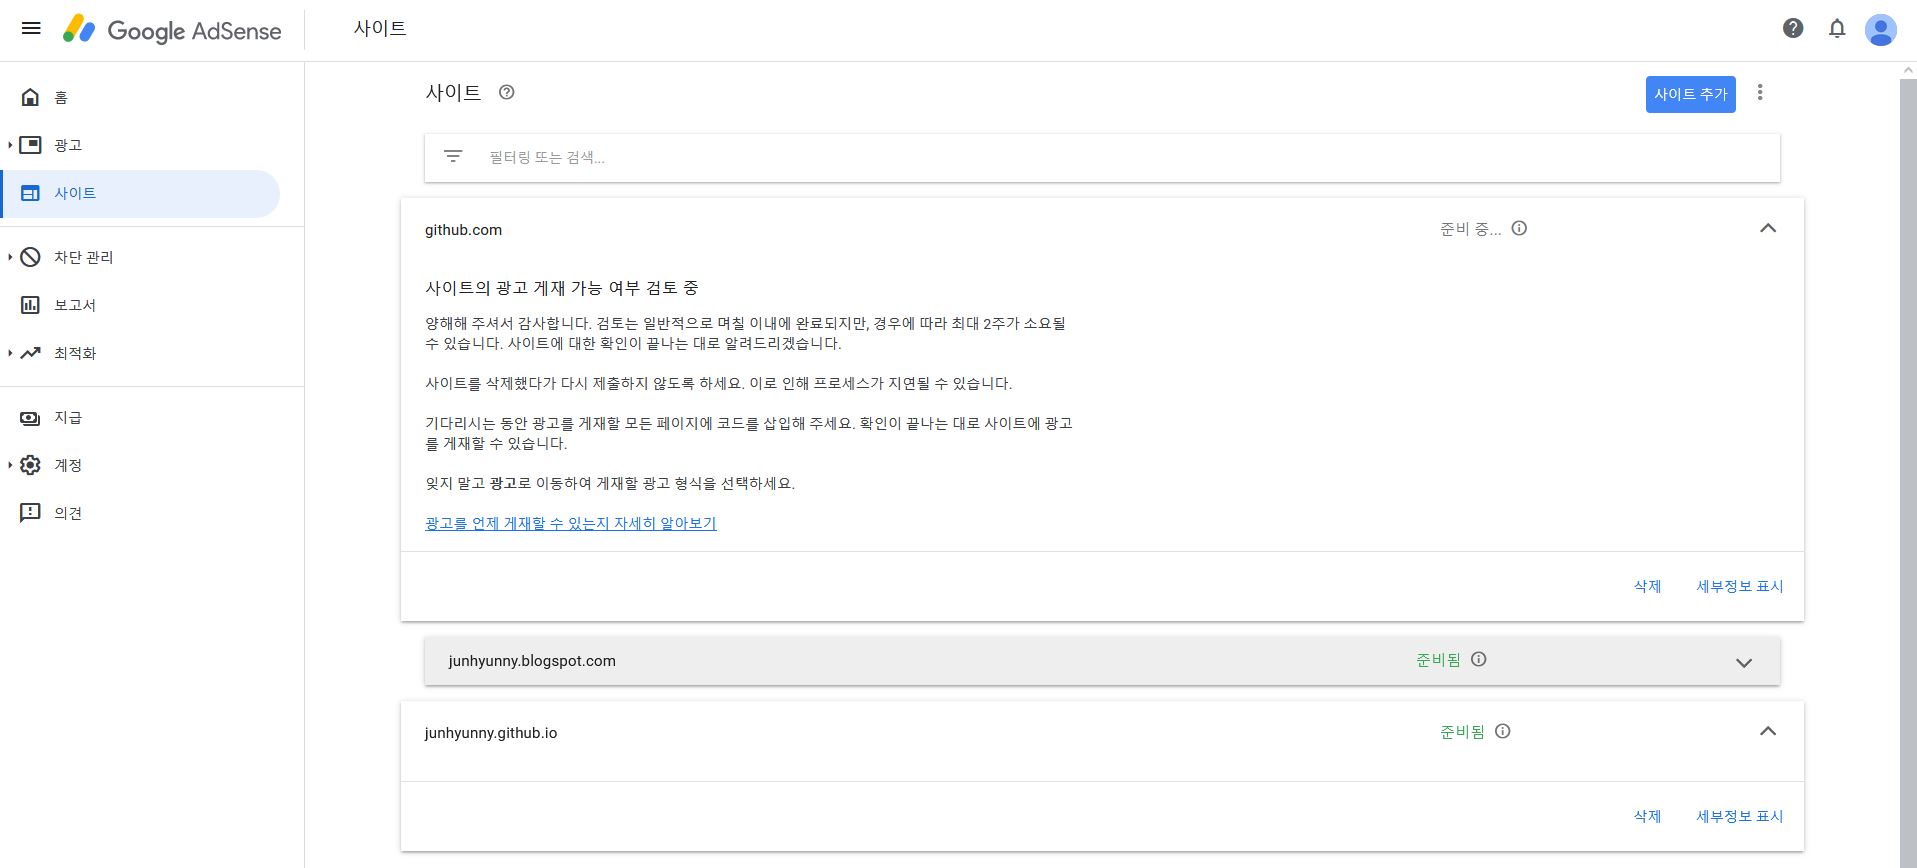 Google AdSense
사이트
홈
광고
사이트
차단 관리
보고서
최적화
지급
계정
의견
사이트
사이트 추가
필터링 또는 검색...
github.com
준비 중...
사이트의 광고 게재 가능 여부 검토 중
양해해 주셔서 감사합니다. 검토는 일반적으로 며칠 이내에 완료되지만, 경우에 따라 최대 2주가 소요될
수 있습니다. 사이트에 대한 확인이 끝나는 대로 알려드리겠습니다.
사이트를 삭제했다가 다시 제출하지 않도록 하세요. 이로 인해 프로세스가 지연될 수 있습니다.
기다리시는 동안 광고를 게재할 모든 페이지에 코드를 삽입해 주세요. 확인이 끝나는 대로 사이트에 광고
를 게재할 수 있습니다.
잊지 말고 광고로 이동하여 게재할 광고 형식을 선택하세요.
광고를 언제 게재할 수 있는지 자세히 알아보기
삭제
세부정보 표시
junhyunny.blogspot.com
준비됨
junhyunny.github.io
준비됨
삭제
세부정보 표시